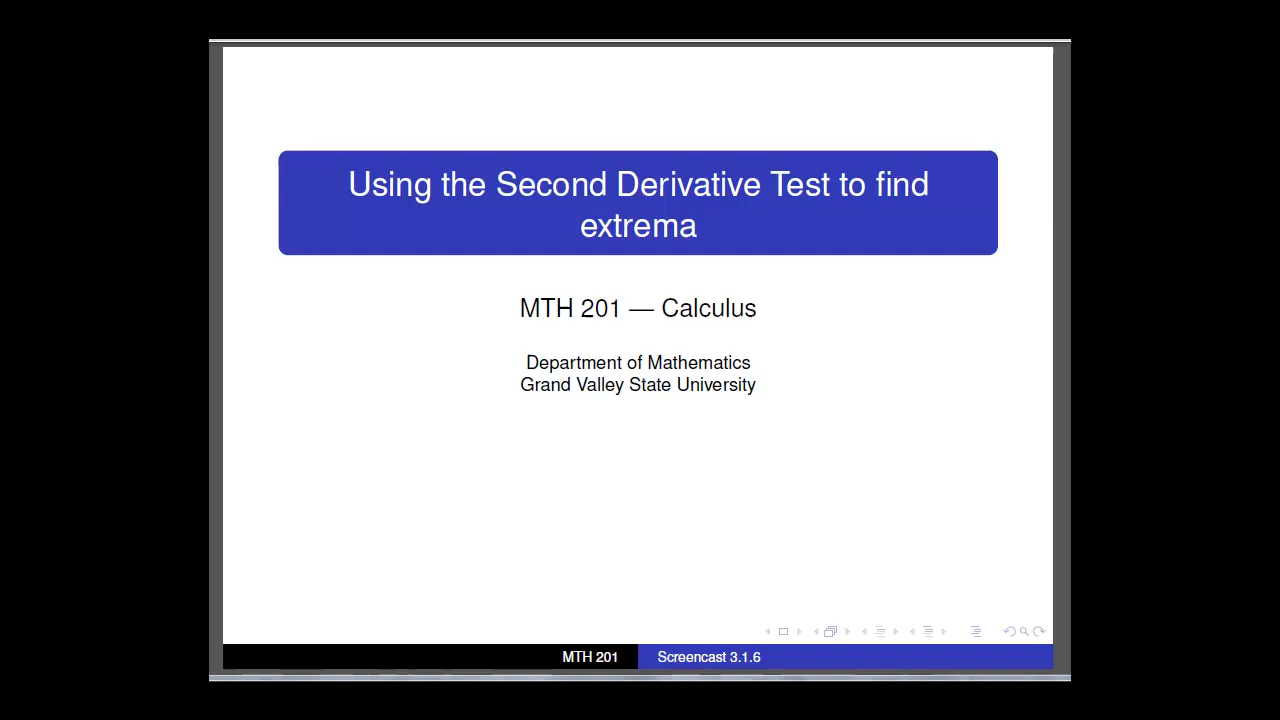 Using the Second Derivative Test to find
extrema
MTH 201 — Calculus
Department of Mathematics
Grand Valley State University
MTH 201
Screencast 3.1.6